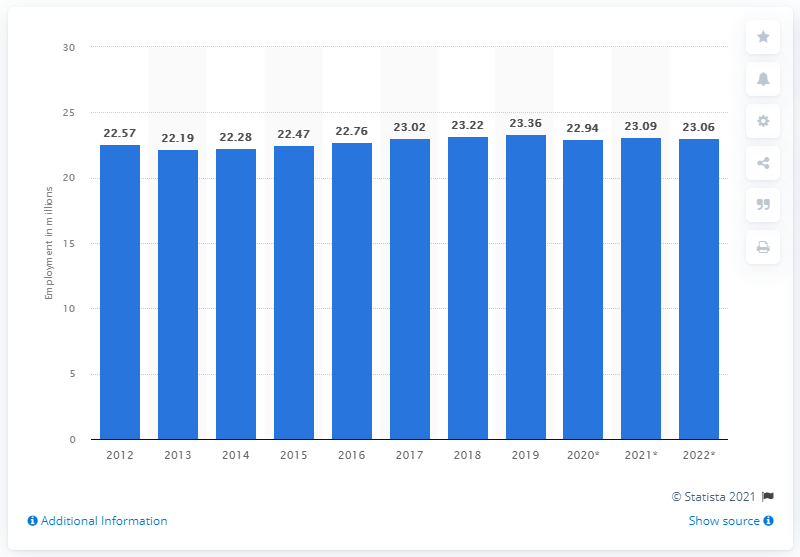 30
25
20
15
10
5
0
Employment in millions
22.57 22.19 22.28 22.47 22.76 23.02 23.22 23.36 22.94 23.09 23.06
2012 2013 2014 2015 2016 2017 2018 2019 2020* 2021* 2022*
© Statista 2021
Additional Information
Show source